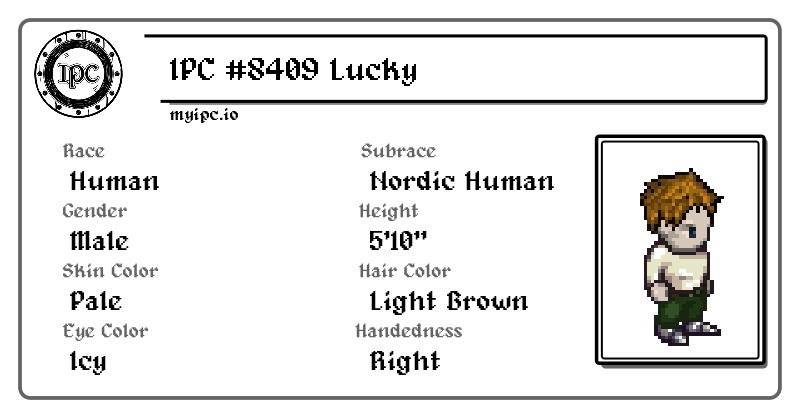 IPC
IPC #8409 Lucky
myipc.io
Race
Human
Subrace
Nordic Human
Gender
Male
Height
5'10"
Skin Color
Pale
Hair Color
Light Brown
Eye Color
Icy
Handedness
Right